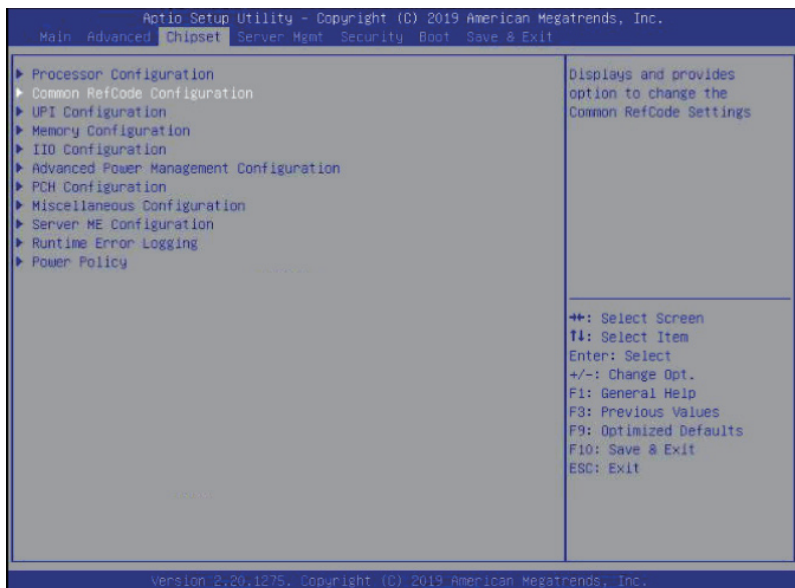 Aptio Setup Utility - Copyright (C) 2019 American Megatrends, Inc.
Main Advanced Chipset Server Mgmt Security Boot Save & Exit
Processor Configuration
Common RefCode Configuration
UPI Configuration
Memory Configuration
IIO Configuration
Advanced Power Management Configuration
PCH Configuration
Miscellaneous Configuration
Server ME Configuration
Runtime Error Logging
Power Policy
Displays and provides
option to change the
Common RefCode Settings
→←: Select Screen
↑↓: Select Item
Enter: Select
+/-: Change Opt.
F1: General Help
F3: Previous Values
F9: Optimized Defaults
F10: Save & Exit
ESC: Exit
Version 2.20.1275. Copyright (C) 2019 American Megatrends, Inc.